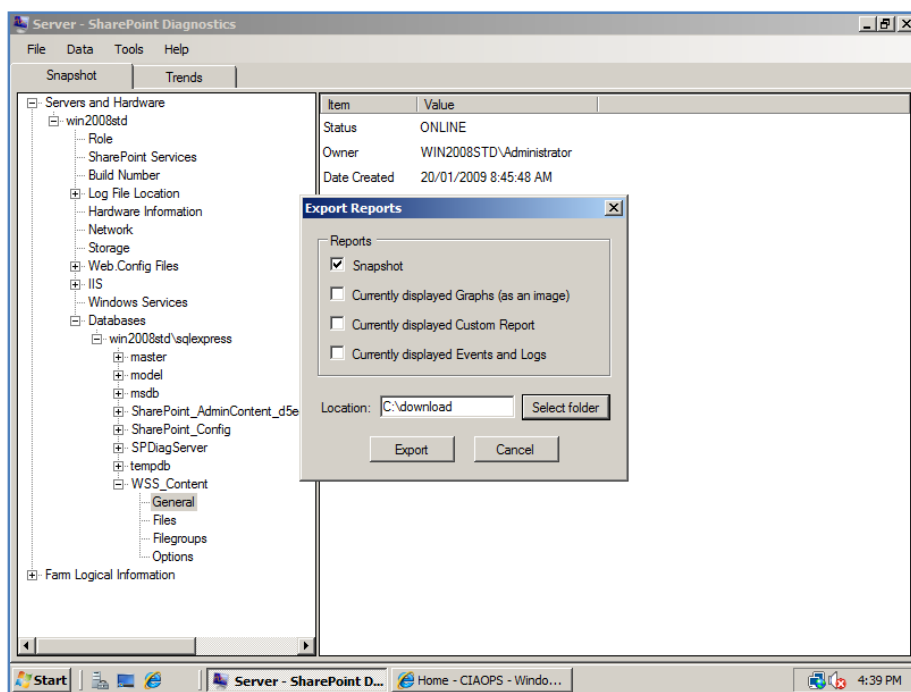 Server - SharePoint Diagnostics
File Data Tools Help
Snapshot Trends
Servers and Hardware
win2008std
Role
SharePoint Services
Build Number
Log File Location
Hardware Information
Network
Storage
Web.Config Files
IIS
Windows Services
Databases
win2008std\sqlexpress
master
model
msdb
SharePoint_AdminContent_d5e
SharePoint_Config
SPDiagServer
tempdb
WSS_Content
General
Files
Filegroups
Options
Farm Logical Information
Item Value
Status ONLINE
Owner WIN2008STD\Administrator
Date Created 20/01/2009 8:45:48 AM
Export Reports
Reports
Snapshot
Currently displayed Graphs (as an image)
Currently displayed Custom Report
Currently displayed Events and Logs
Location: C:\download Select folder
Export Cancel
Start Server - SharePoint D... Home - CIAOPS - Windo... 4:39 PM